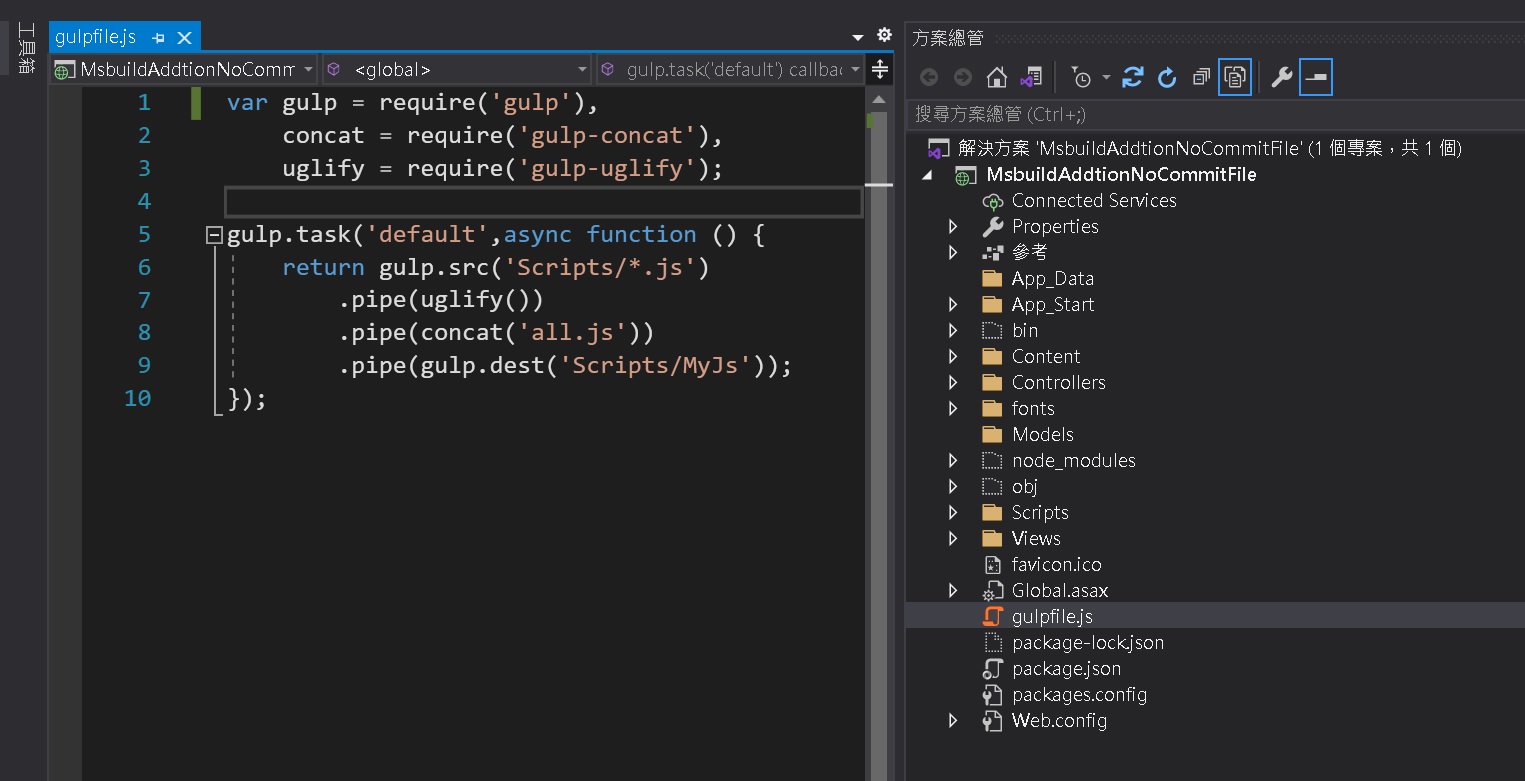 工具箱
gulpfile.js
MsbuildAddtionNoComm
<global>
gulp.task('default') callba
1 var gulp = require('gulp'),
2 concat = require('gulp-concat'),
3 uglify = require('gulp-uglify');
4
5 gulp.task('default',async function () {
6 return gulp.src('Scripts/*.js')
7 .pipe(uglify())
8 .pipe(concat('all.js'))
9 .pipe(gulp.dest('Scripts/MyJs'));
10 });
方案總管
搜尋方案總管 (Ctrl+;)
解決方案 'MsbuildAddtionNoCommitFile' (1 個專案，共 1 個)
MsbuildAddtionNoCommitFile
Connected Services
Properties
參考
App_Data
App_Start
bin
Content
Controllers
fonts
Models
node_modules
obj
Scripts
Views
favicon.ico
Global.asax
gulpfile.js
package-lock.json
package.json
packages.config
Web.config